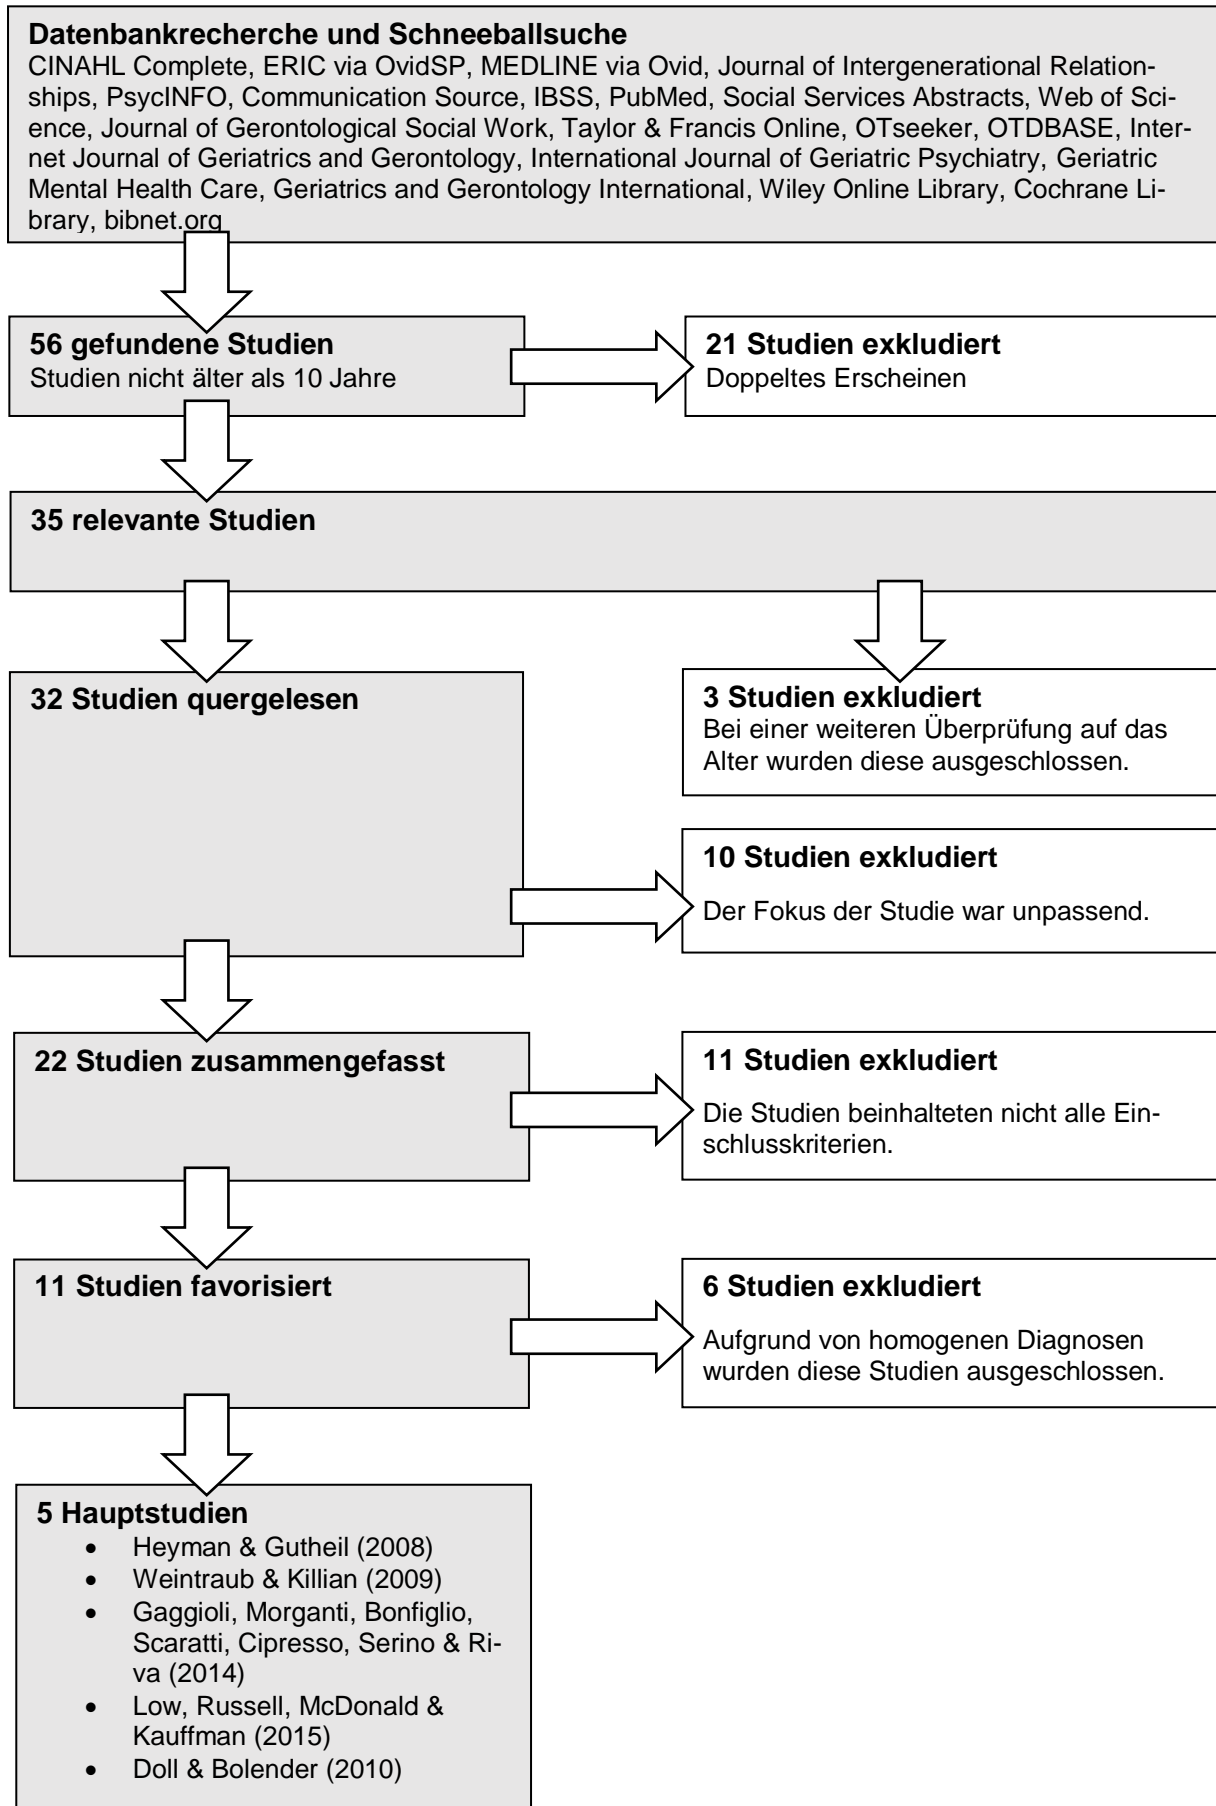 Datenbankrecherche und Schneeballsuche
CINAHL Complete, ERIC via OvidSP, MEDLINE via Ovid, Journal of Intergenerational Relation-
ships, PsycINFO, Communication Source, IBSS, PubMed, Social Services Abstracts, Web of Sci-
ence, Journal of Gerontological Social Work, Taylor & Francis Online, OTseeker, OTDBASE, Inter-
net Journal of Geriatrics and Gerontology, International Journal of Geriatric Psychiatry, Geriatric
Mental Health Care, Geriatrics and Gerontology International, Wiley Online Library, Cochrane Li-
brary, bibnet.org
56 gefundene Studien
Studien nicht älter als 10 Jahre
21 Studien exkludiert
Doppeltes Erscheinen
35 relevante Studien
32 Studien quergelesen
3 Studien exkludiert
Bei einer weiteren Überprüfung auf das
Alter wurden diese ausgeschlossen.
10 Studien exkludiert
Der Fokus der Studie war unpassend.
22 Studien zusammengefasst
11 Studien exkludiert
Die Studien beinhalteten nicht alle Ein-
schlusskriterien.
11 Studien favorisiert
6 Studien exkludiert
Aufgrund von homogenen Diagnosen
wurden diese Studien ausgeschlossen.
5 Hauptstudien
• Heyman & Gutheil (2008)
• Weintraub & Killian (2009)
• Gaggioli, Morganti, Bonfiglio,
Scaratti, Cipresso, Serino & Ri-
va (2014)
• Low, Russell, McDonald &
Kauffman (2015)
• Doll & Bolender (2010)